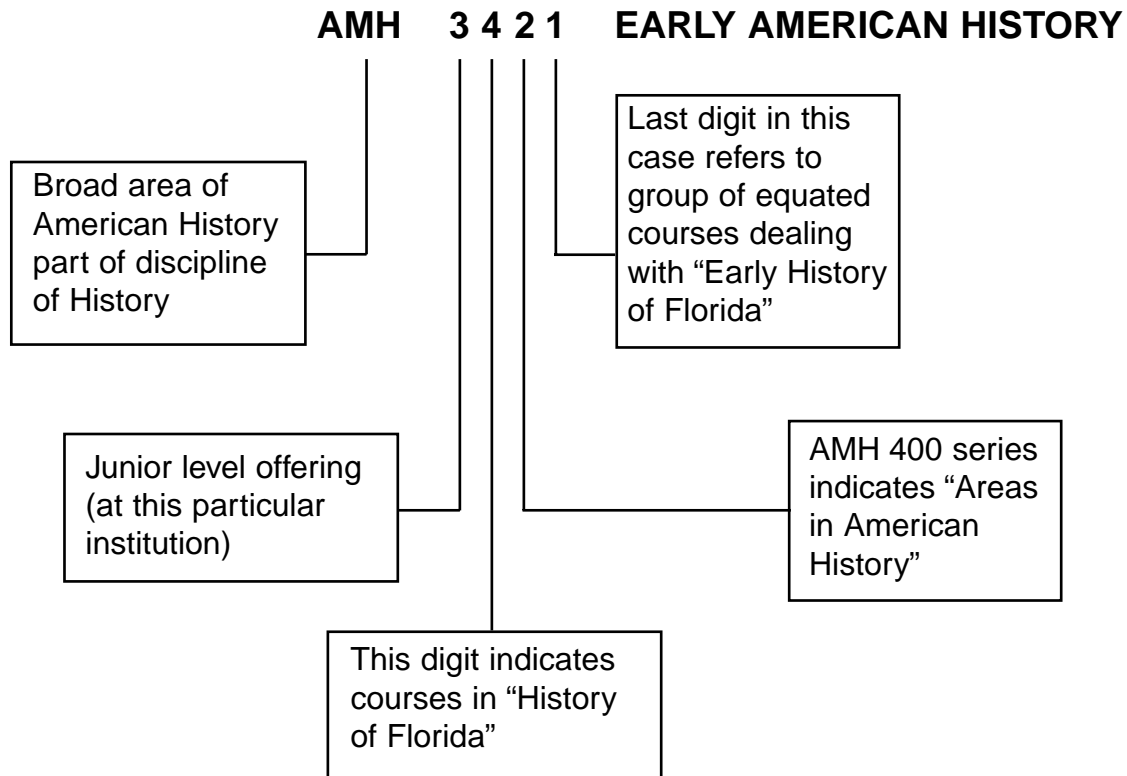 AMH 3 4 2 1 EARLY AMERICAN HISTORY
Broad area of
American History
part of discipline
of History
Last digit in this
case refers to
group of equated
courses dealing
with “Early History
of Florida”
Junior level offering
(at this particular
institution)
AMH 400 series
indicates “Areas
in American
History”
This digit indicates
courses in “History
of Florida”